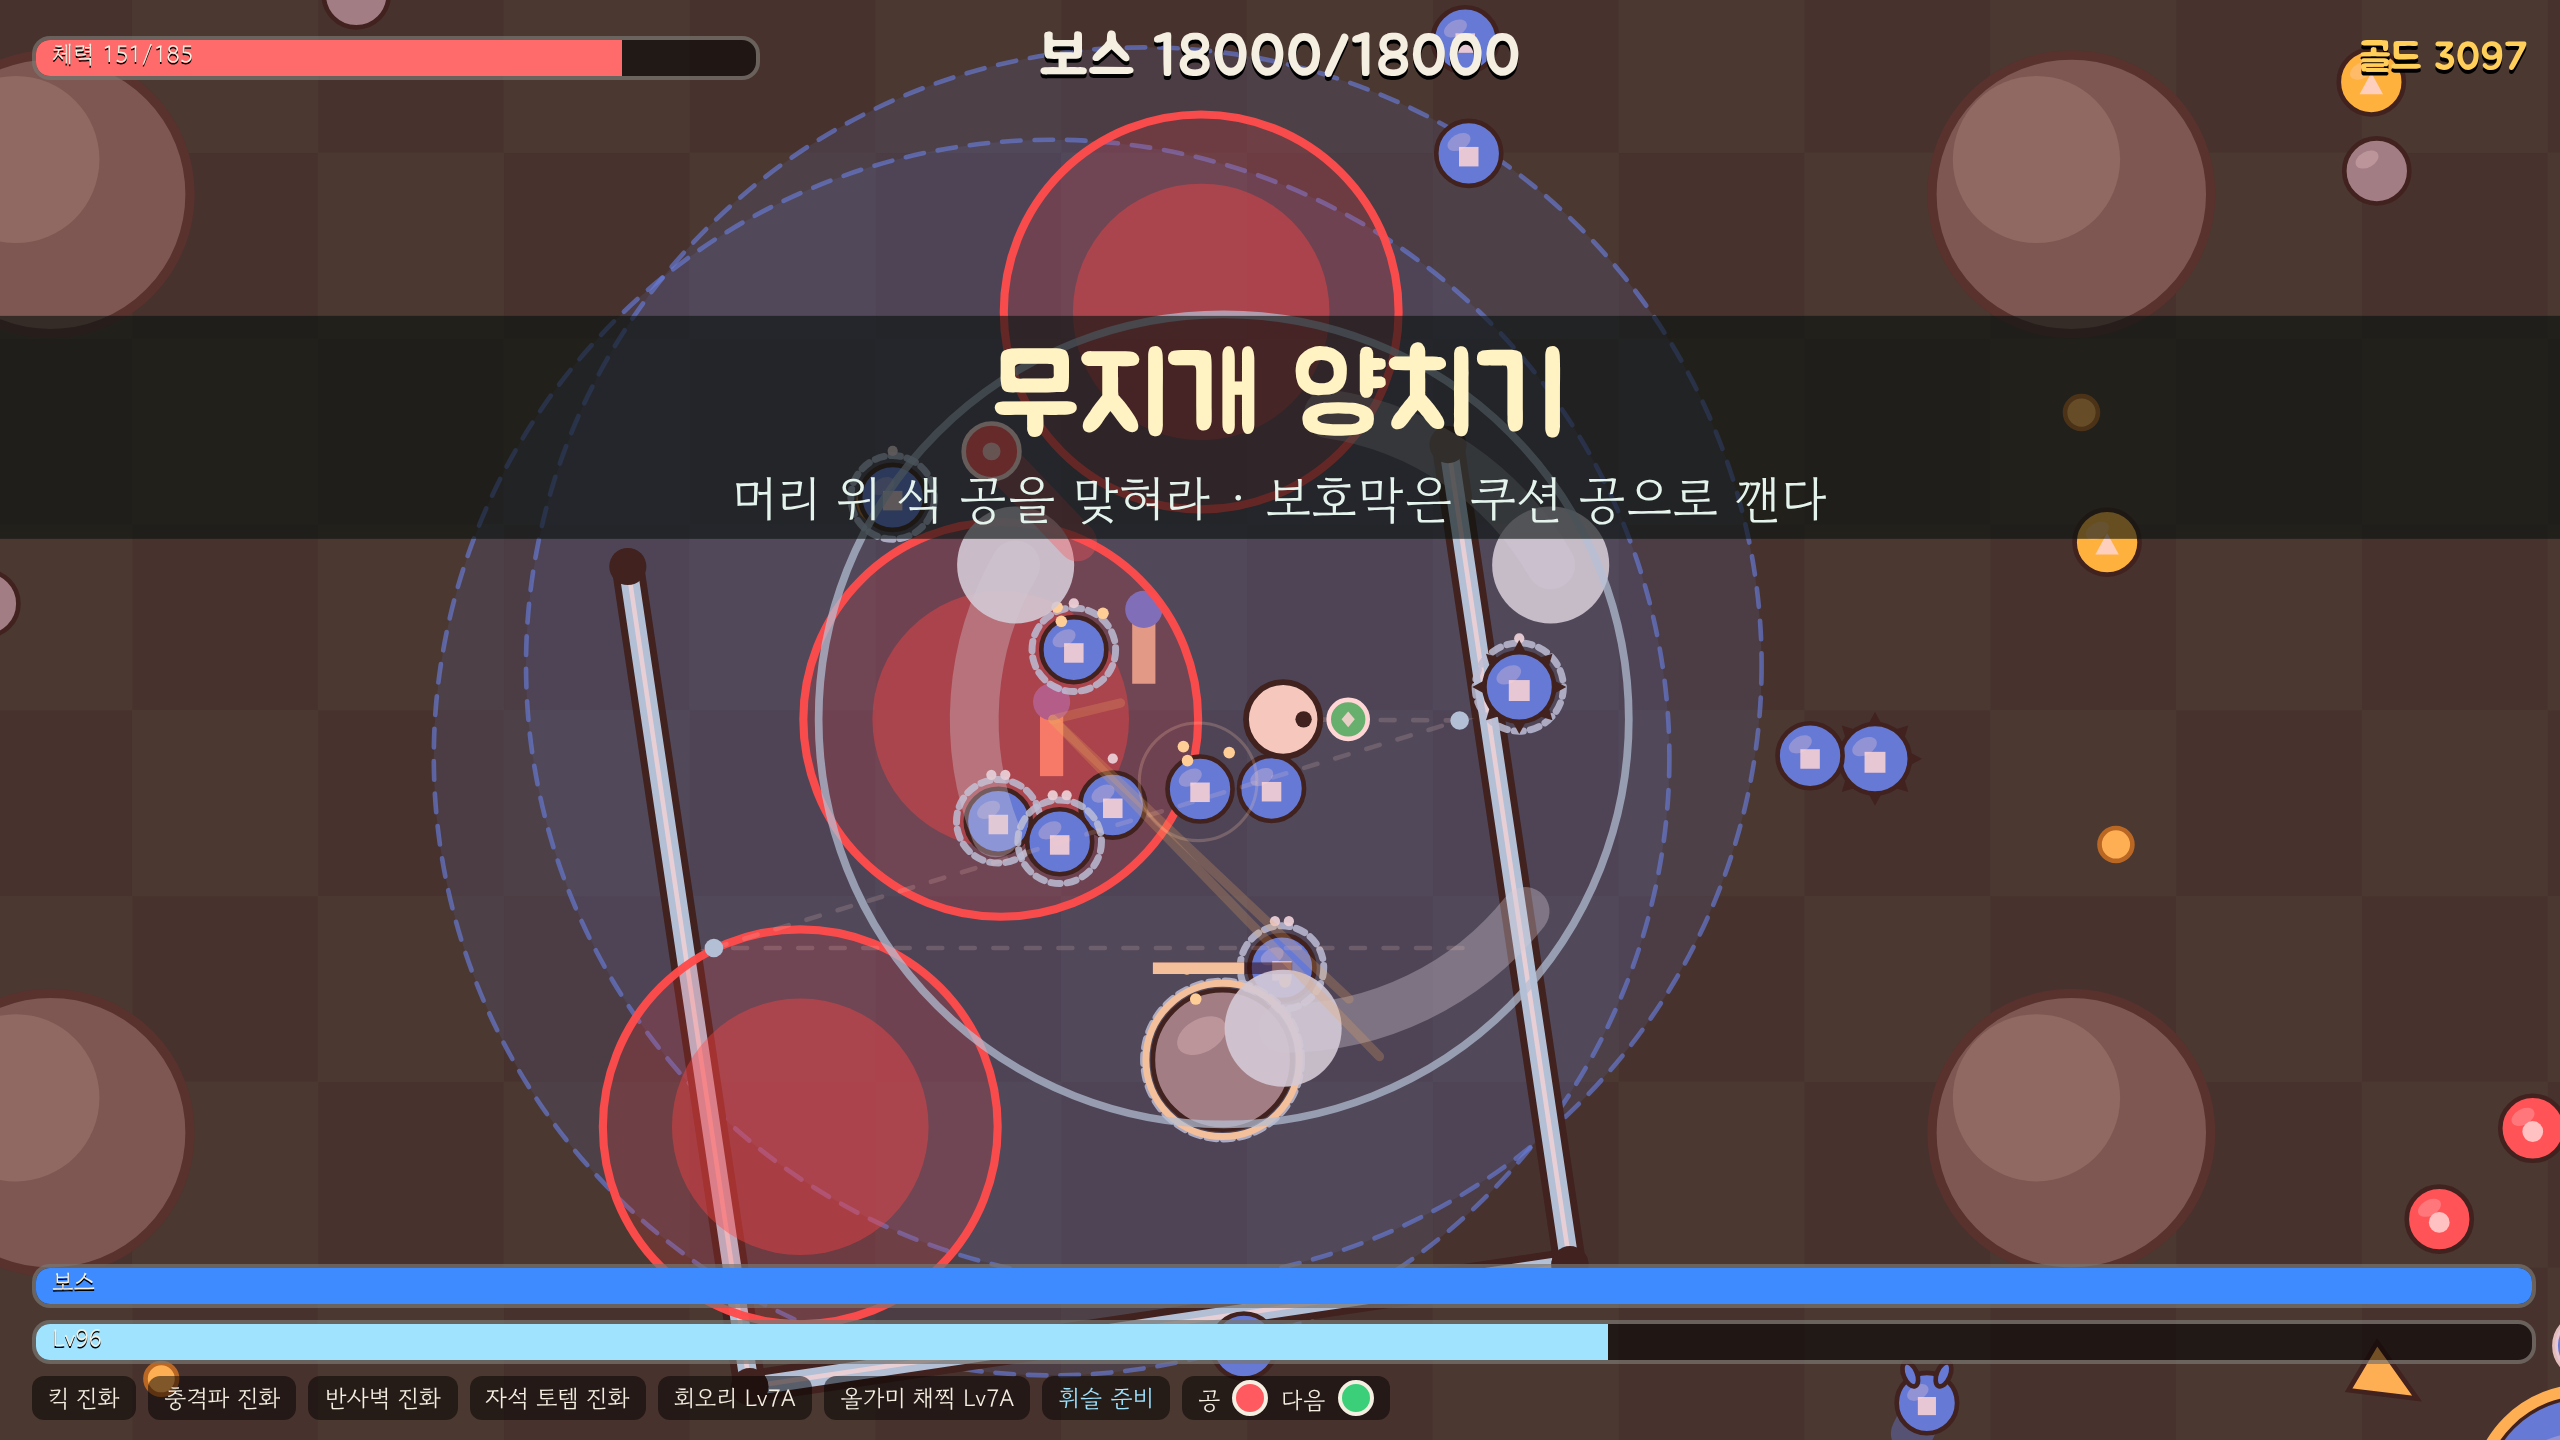 체력 151/185
보스 18000/18000
골드 3097
무지개 양치기
머리 위 색 공을 맞혀라 · 보호막은 쿠션 공으로 깬다
보스
Lv96
킥 진화
충격파 진화
반사벽 진화
자석 토템 진화
회오리 Lv7A
올가미 채찍 Lv7A
휘슬 준비
공 다음